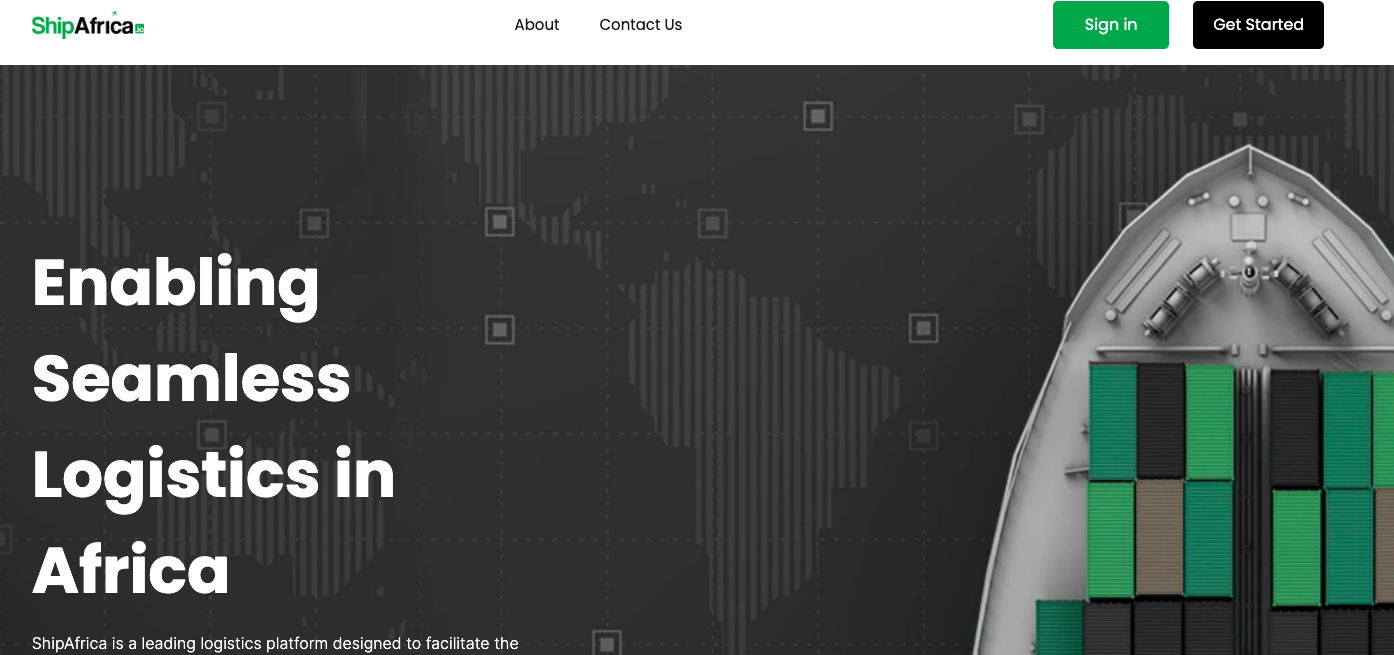 ShipAfrica
About
Contact Us
Sign in
Get Started
Enabling
Seamless
Logistics in
Africa
ShipAfrica is a leading logistics platform designed to facilitate the